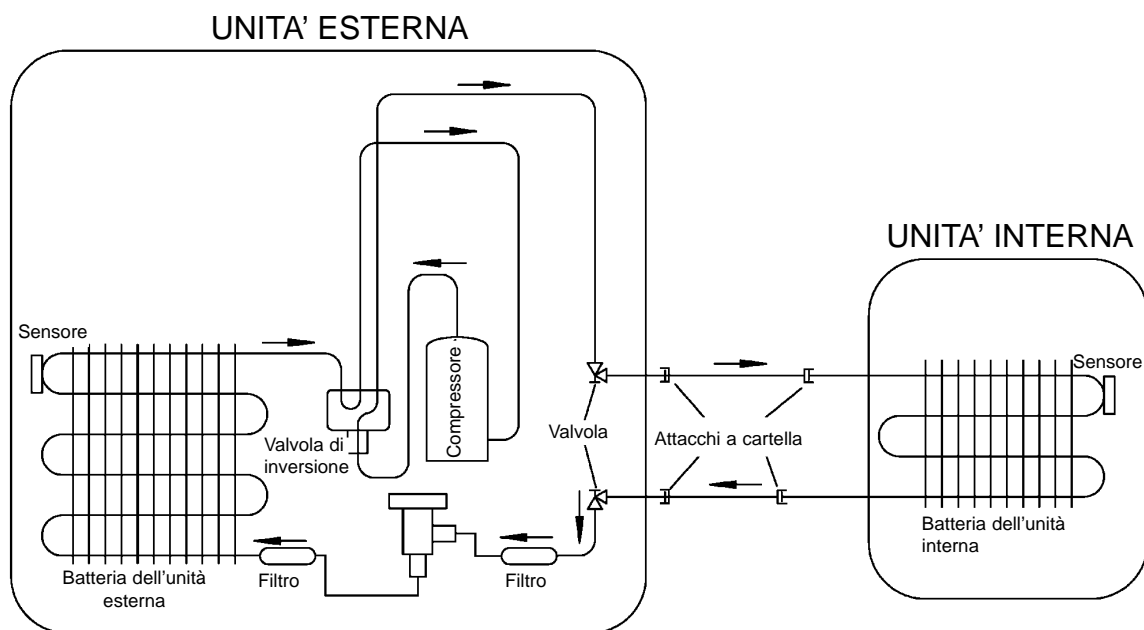 UNITA' ESTERNA
UNITA' INTERNA
Sensore
Sensore
Compressore
Valvola di
inversione
Valvola
Attacchi a cartella
Batteria dell'unità
interna
Batteria dell'unità
esterna
Filtro
Filtro